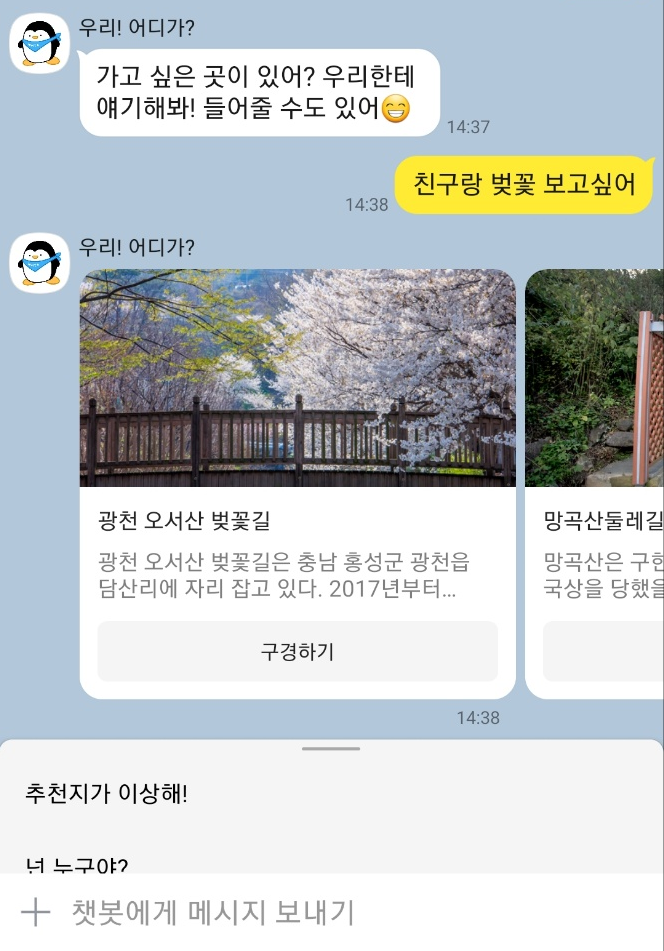 우리! 어디가?
가고 싶은 곳이 있어? 우리한테
얘기해봐! 들어줄 수도 있어😁
14:37
친구랑 벚꽃 보고싶어
14:38
우리! 어디가?
광천 오서산 벚꽃길
광천 오서산 벚꽃길은 충남 홍성군 광천읍
담산리에 자리 잡고 있다. 2017년부터...
구경하기
망곡산둘레길
망곡산은 구한
국상을 당했을
14:38
추천지가 이상해!
넌 누구야?
챗봇에게 메시지 보내기